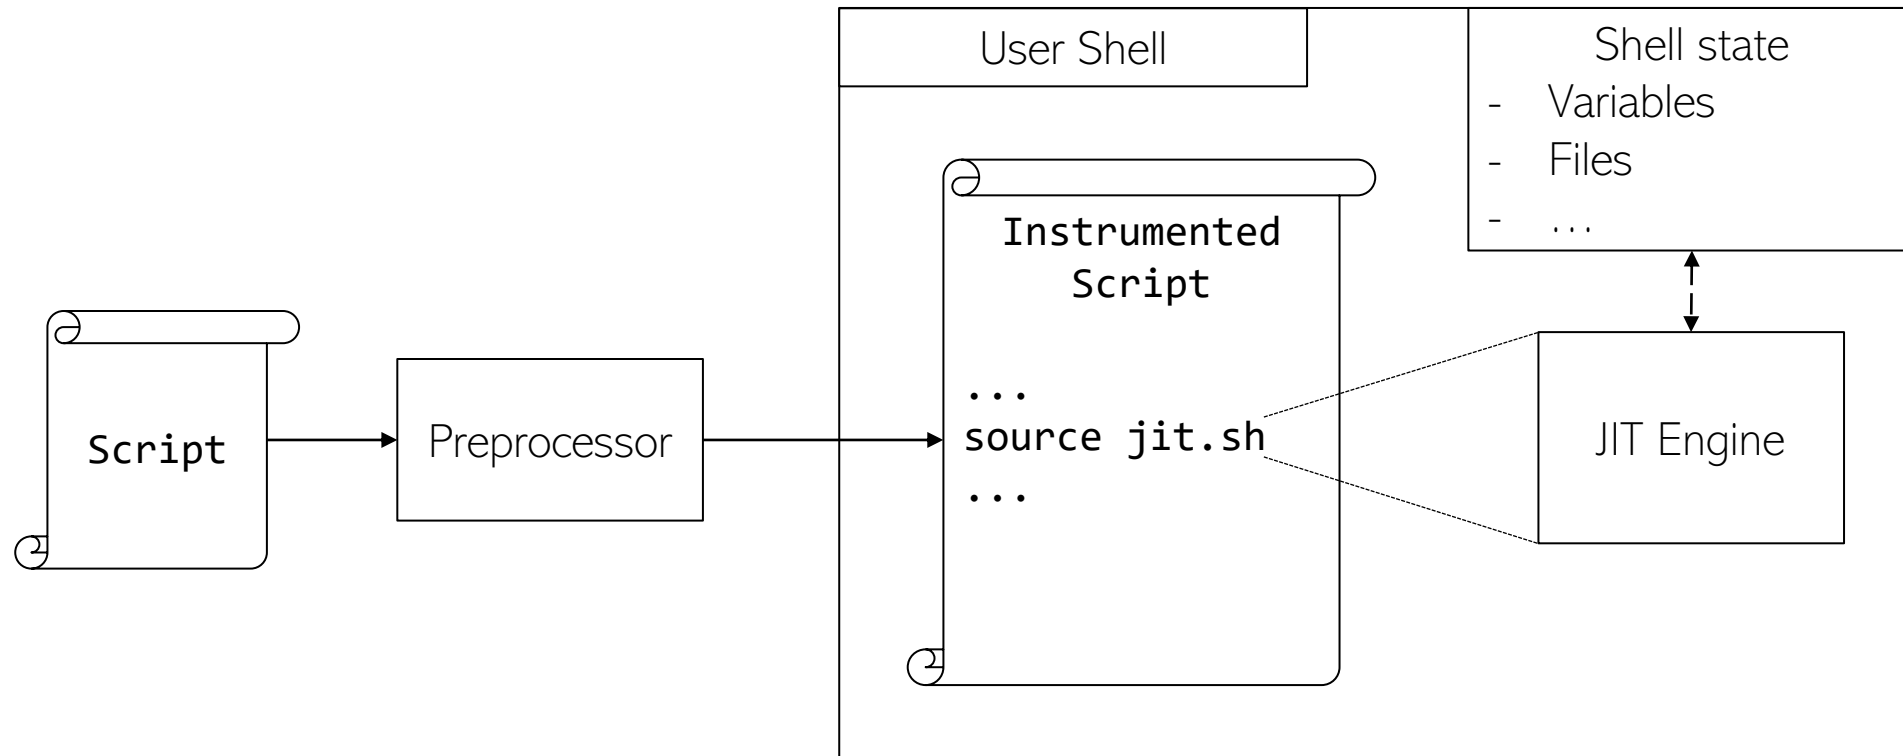 User Shell
Shell state
- Variables
- Files
- ...
Instrumented
Script
...
source jit.sh
...
Script
Preprocessor
JIT Engine